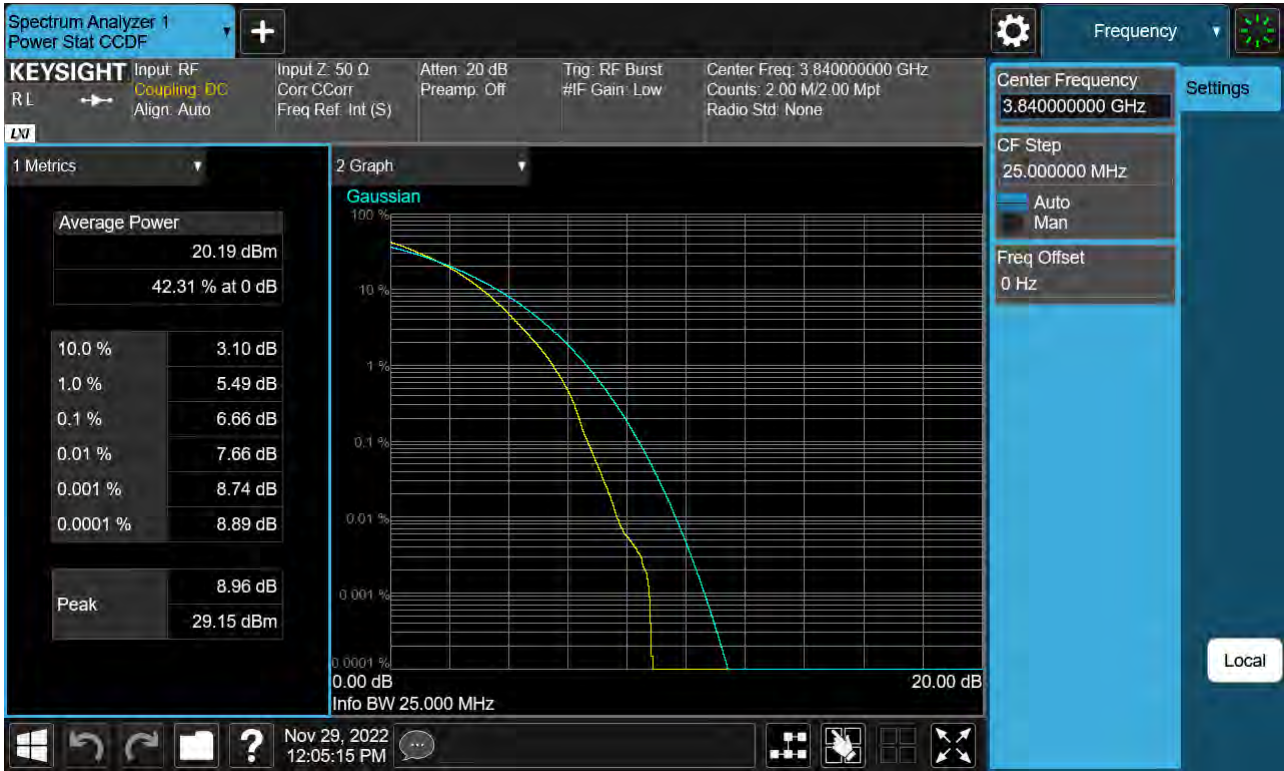 Spectrum Analyzer 1
Power Stat CCDF
+
Frequency
KEYSIGHT
RL
LXI
Input: RF
Coupling: DC
Align: Auto
Input Z: 50 Ω
Corr CCorr
Freq Ref: Int (S)
Atten: 20 dB
Preamp: Off
Trig: RF Burst
#IF Gain: Low
Center Freq: 3.840000000 GHz
Counts: 2.00 M/2.00 Mpt
Radio Std: None
Center Frequency
3.840000000 GHz
Settings
CF Step
25.000000 MHz
Auto
Man
Freq Offset
0 Hz
Local
1 Metrics
Average Power
20.19 dBm
42.31 % at 0 dB
10.0 % 3.10 dB
1.0 % 5.49 dB
0.1 % 6.66 dB
0.01 % 7.66 dB
0.001 % 8.74 dB
0.0001 % 8.89 dB
Peak
8.96 dB
29.15 dBm
2 Graph
Gaussian
100 %
10 %
1 %
0.1 %
0.01 %
0.001 %
0.0001 %
0.00 dB 20.00 dB
Info BW 25.000 MHz
?
Nov 29, 2022
12:05:15 PM